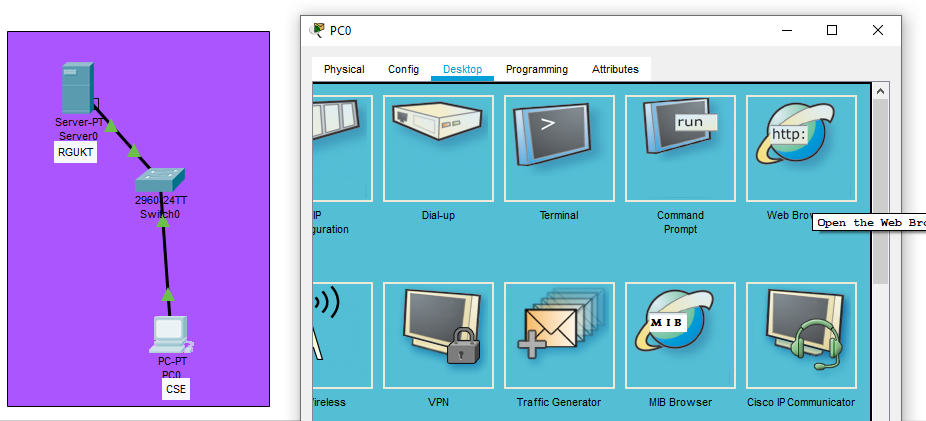 PC0
Physical Config Desktop Programming Attributes
Server-PT
Server0
RGUKT
2960-24TT
Switch0
PC-PT
PC0
CSE
>
run
http:
IP
guration
Dial-up
Terminal
Command
Prompt
Web Brow
Open the Web Bro
MIB
ireless
VPN
Traffic Generator
MIB Browser
Cisco IP Communicator